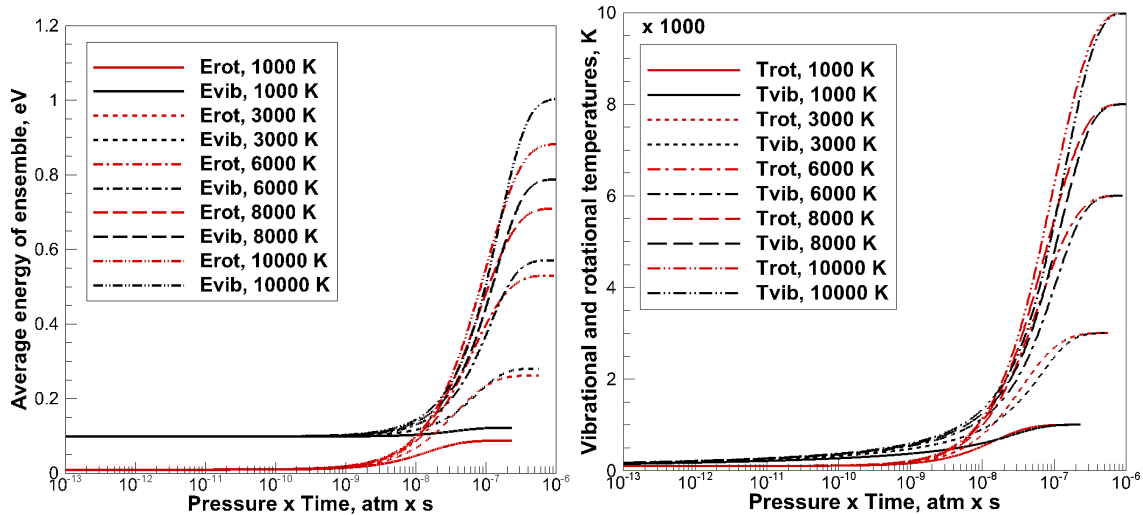 Average energy of ensemble, eV
1.2
1
0.8
0.6
0.4
0.2
0
Erot, 1000 K
Evib, 1000 K
Erot, 3000 K
Evib, 3000 K
Erot, 6000 K
Evib, 6000 K
Erot, 8000 K
Evib, 8000 K
Erot, 10000 K
Evib, 10000 K
10-13 10-12 10-11 10-10 10-9 10-8 10-7 10-6
Pressure x Time, atm x s
Vibrational and rotational temperatures, K
x 1000
10
8
6
4
2
0
Trot, 1000 K
Tvib, 1000 K
Trot, 3000 K
Tvib, 3000 K
Trot, 6000 K
Tvib, 6000 K
Trot, 8000 K
Tvib, 8000 K
Trot, 10000 K
Tvib, 10000 K
10-13 10-12 10-11 10-10 10-9 10-8 10-7 10-6
Pressure x Time, atm x s